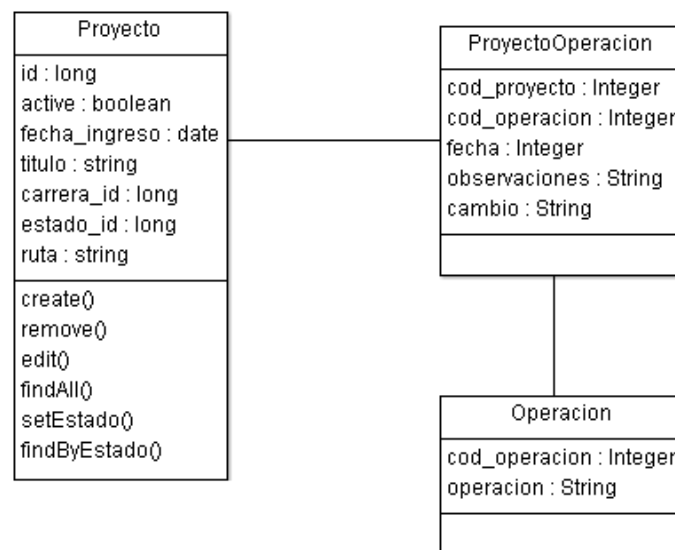 Proyecto
id : long
active : boolean
fecha_ingreso : date
titulo : string
carrera_id : long
estado_id : long
ruta : string
create()
remove()
edit()
findAll()
setEstado()
findByEstado()
ProyectoOperacion
cod_proyecto : Integer
cod_operacion : Integer
fecha : Integer
observaciones : String
cambio : String
Operacion
cod_operacion : Integer
operacion : String